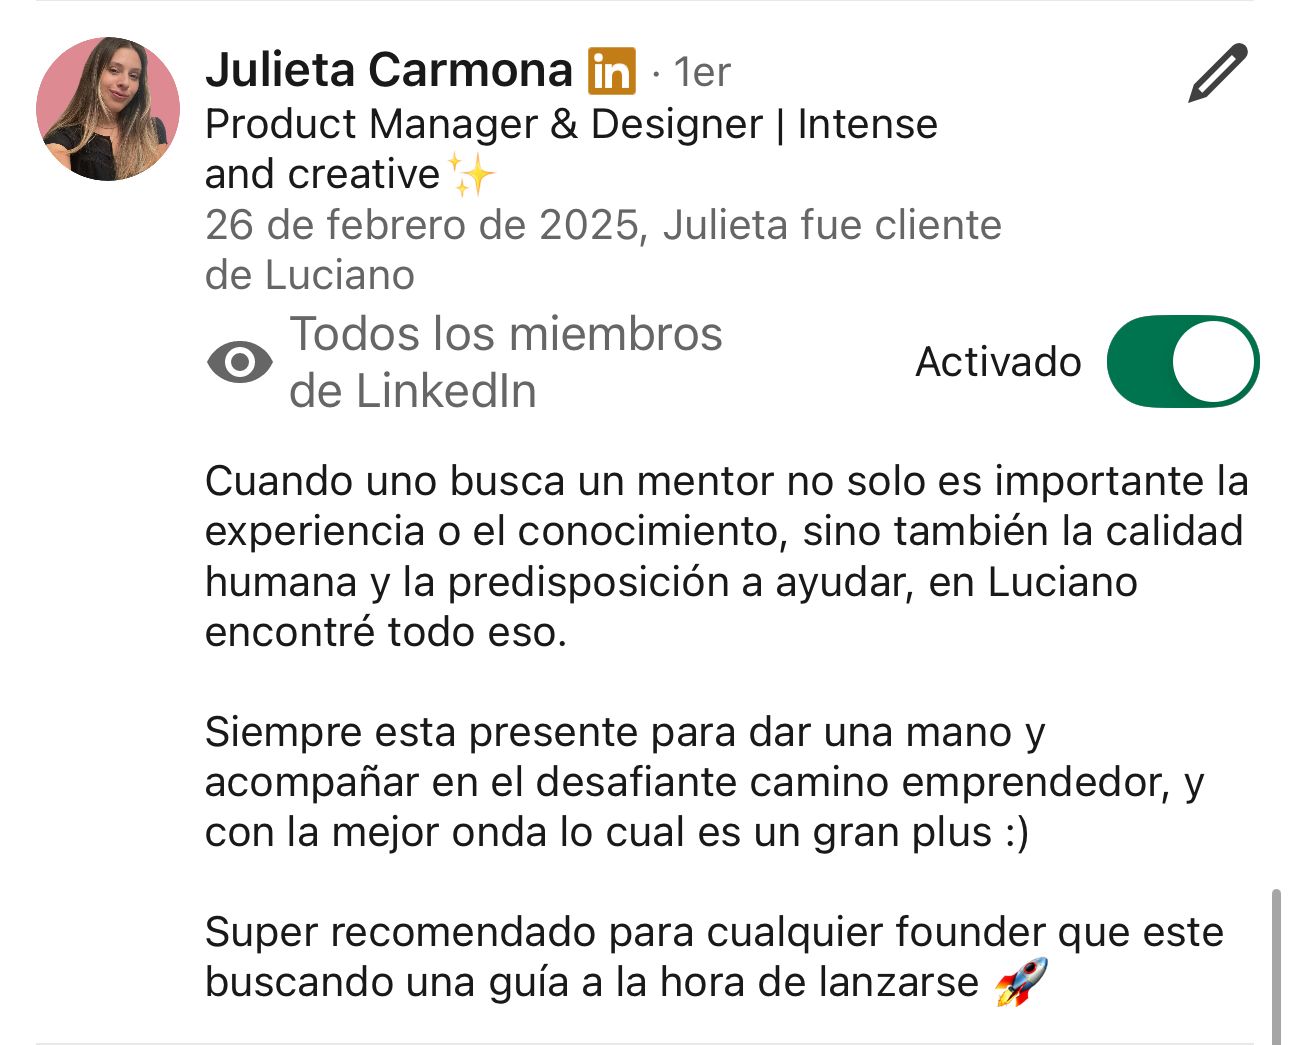 Julieta Carmona in · 1er
Product Manager & Designer | Intense
and creative✨
26 de febrero de 2025, Julieta fue cliente
de Luciano
Todos los miembros
de LinkedIn
Activado
Cuando uno busca un mentor no solo es importante la
experiencia o el conocimiento, sino también la calidad
humana y la predisposición a ayudar, en Luciano
encontré todo eso.
Siempre esta presente para dar una mano y
acompañar en el desafiante camino emprendedor, y
con la mejor onda lo cual es un gran plus :)
Super recomendado para cualquier founder que este
buscando una guía a la hora de lanzarse 🚀